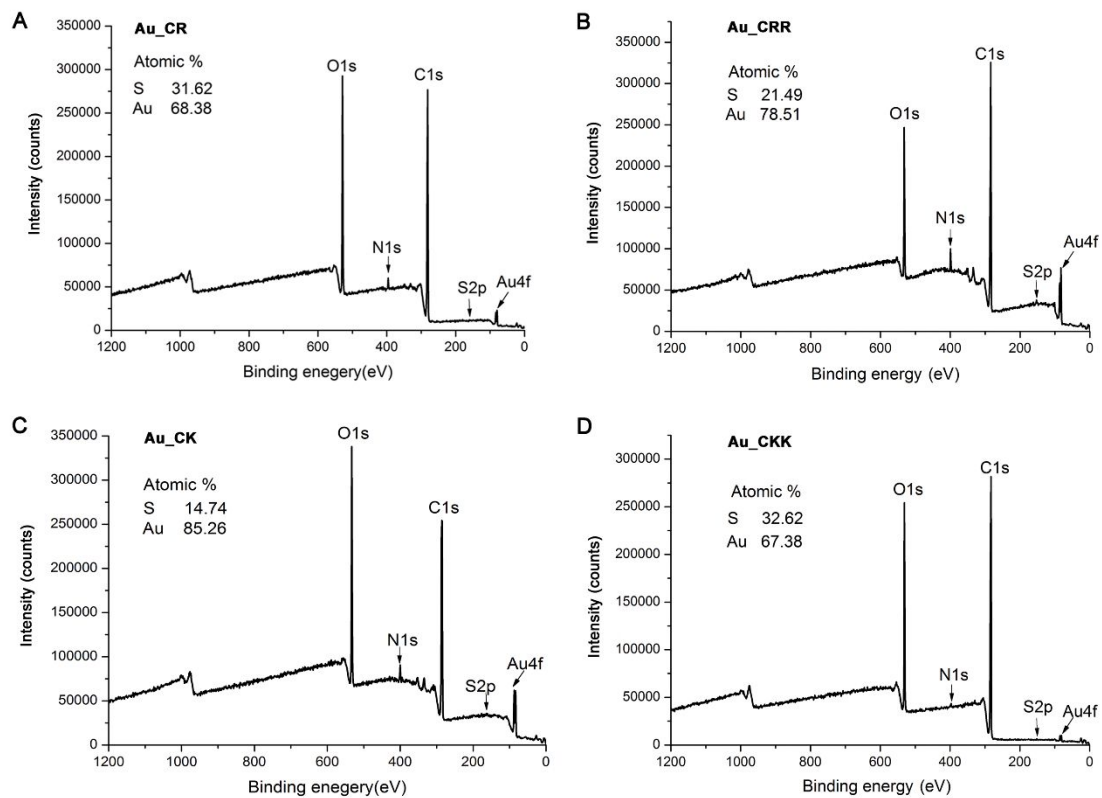 A
Au_CR
Atomic %
S 31.62
Au 68.38
O1s
C1s
N1s
S2p
Au4f
350000
300000
250000
200000
150000
100000
50000
0
Intensity (counts)
1200 1000 800 600 400 200 0
Binding enegery(eV)
B
Au_CRR
Atomic %
S 21.49
Au 78.51
C1s
O1s
N1s
Au4f
S2p
350000
300000
250000
200000
150000
100000
50000
0
Intensity (counts)
1200 1000 800 600 400 200 0
Binding energy (eV)
C
Au_CK
Atomic %
S 14.74
Au 85.26
O1s
C1s
N1s
Au4f
S2p
350000
300000
250000
200000
150000
100000
50000
0
Intensity (counts)
1200 1000 800 600 400 200 0
Binding enegery(eV)
D
Au_CKK
Atomic %
S 32.62
Au 67.38
C1s
O1s
N1s
S2p
Au4f
300000
250000
200000
150000
100000
50000
0
Intensity (counts)
1200 1000 800 600 400 200 0
Binding energy (eV)